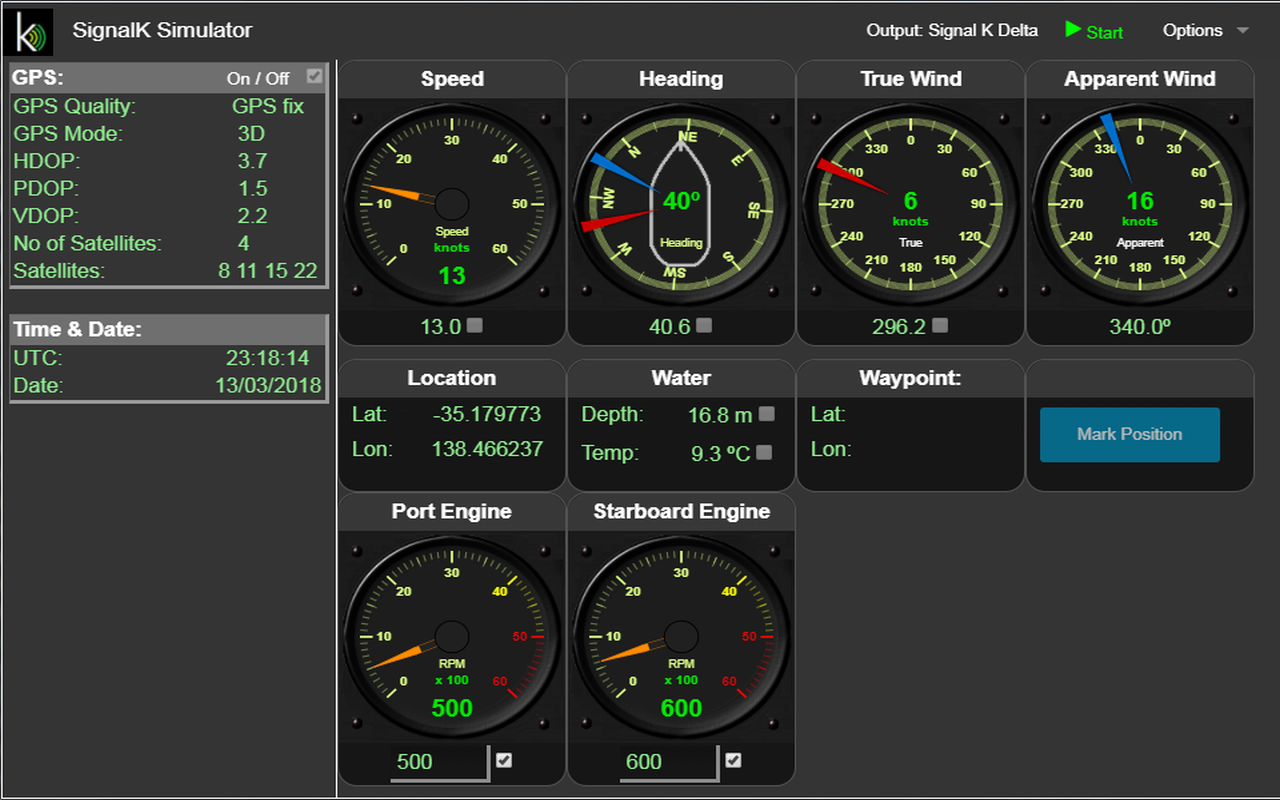 SignalK Simulator
Output: Signal K Delta
Start
Options
GPS: On / Off
GPS Quality: GPS fix
GPS Mode: 3D
HDOP: 3.7
PDOP: 1.5
VDOP: 2.2
No of Satellites: 4
Satellites: 8 11 15 22
Time & Date:
UTC: 23:18:14
Date: 13/03/2018
Speed
0 10 20 30 40 50 60
Speed
knots
13
13.0
Heading
N NE E SE S SW W NW
40º
Heading
40.6
True Wind
0 30 60 90 120 150 180 210 240 270 300 330
6
knots
True
296.2
Apparent Wind
0 30 60 90 120 150 180 210 240 270 300 330
16
knots
Apparent
340.0º
Location
Lat: -35.179773
Lon: 138.466237
Water
Depth: 16.8 m
Temp: 9.3 ºC
Waypoint:
Lat:
Lon:
Mark Position
Port Engine
0 10 20 30 40 50 60
RPM
x 100
500
500
Starboard Engine
0 10 20 30 40 50 60
RPM
x 100
600
600